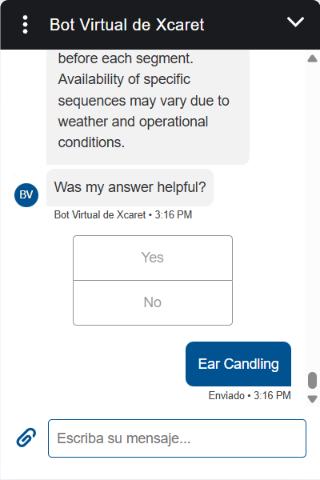 Bot Virtual de Xcaret
before each segment.
Availability of specific
sequences may vary due to
weather and operational
conditions.
Was my answer helpful?
BV
Bot Virtual de Xcaret • 3:16 PM
Yes
No
Ear Candling
Enviado • 3:16 PM
Escriba su mensaje...